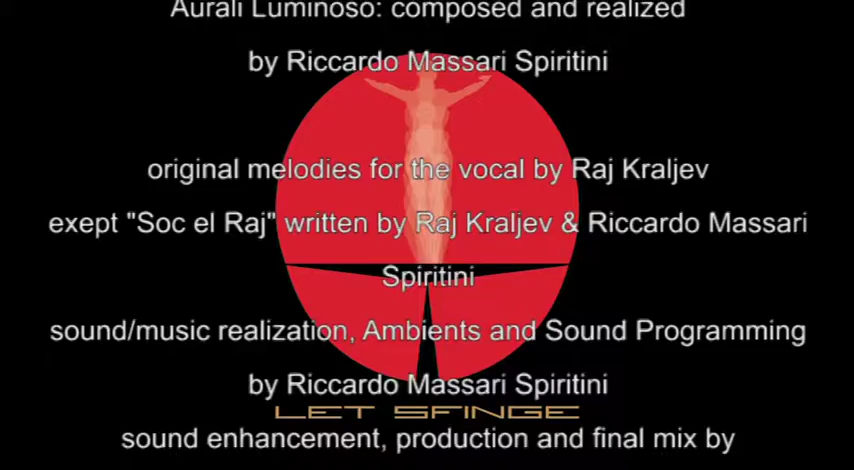 Aurali Luminoso: composed and realized
by Riccardo Massari Spiritini
original melodies for the vocal by Raj Kraljev
exept "Soc el Raj" written by Raj Kraljev & Riccardo Massari
Spiritini
sound/music realization, Ambients and Sound Programming
by Riccardo Massari Spiritini
LET SFINGE
sound enhancement, production and final mix by